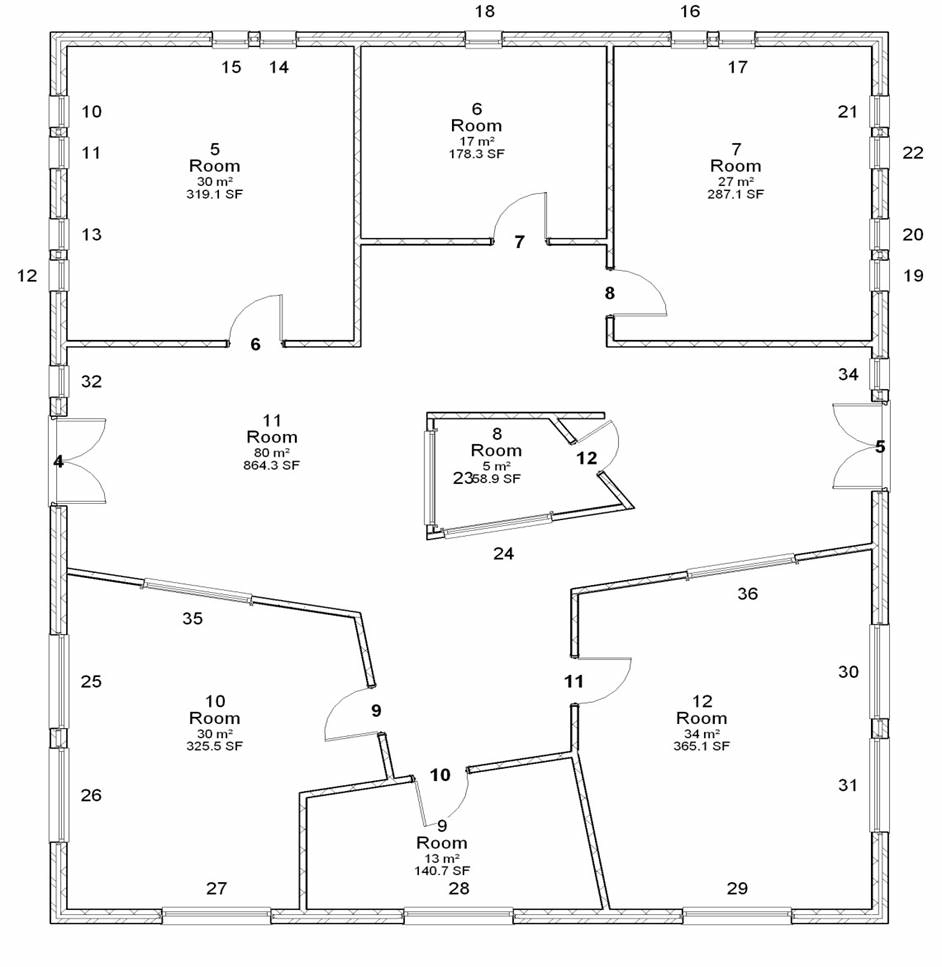 18
16
15
14
17
10
6
Room
17 m²
178.3 SF
21
11
5
Room
30 m²
319.1 SF
7
Room
27 m²
287.1 SF
22
13
7
20
12
8
19
6
32
34
11
Room
80 m²
864.3 SF
8
Room
5 m²
58.9 SF
23
12
4
5
24
35
36
25
9
11
30
10
Room
30 m²
325.5 SF
12
Room
34 m²
365.1 SF
10
26
31
9
Room
13 m²
140.7 SF
27
28
29